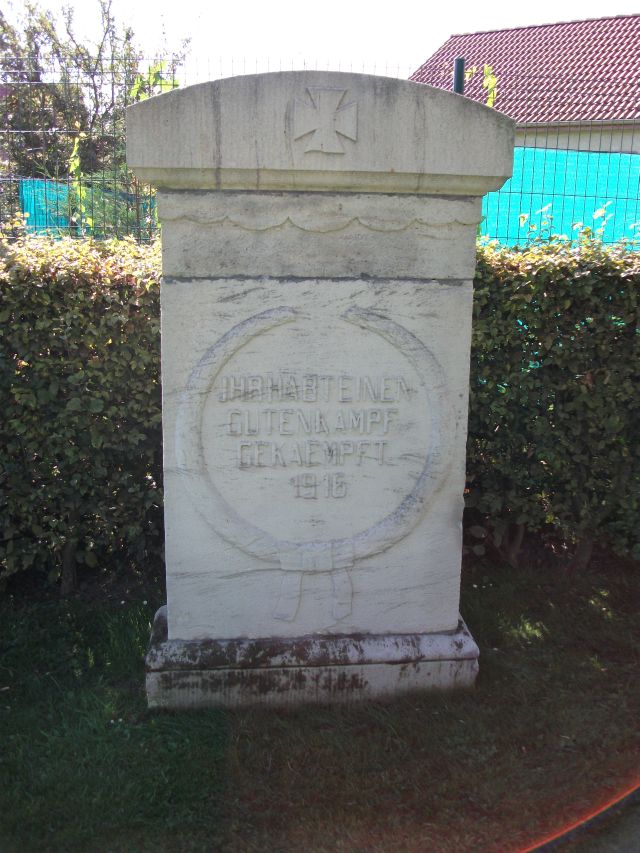 IHR HABT EINEN
GUTEN KAMPF
GEKAEMPFT.
1916